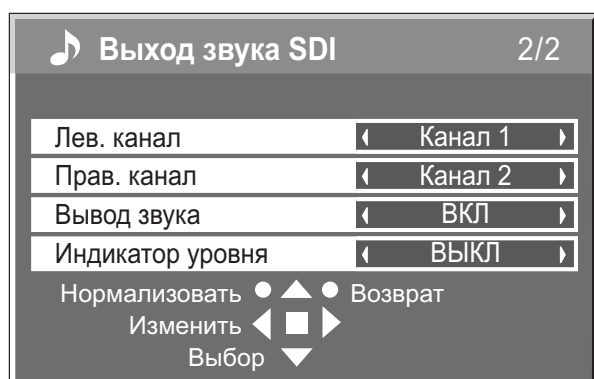 Выход звука SDI 2/2
Лев. канал Канал 1
Прав. канал Канал 2
Вывод звука ВКЛ
Индикатор уровня ВЫКЛ
Нормализовать Возврат
Изменить
Выбор